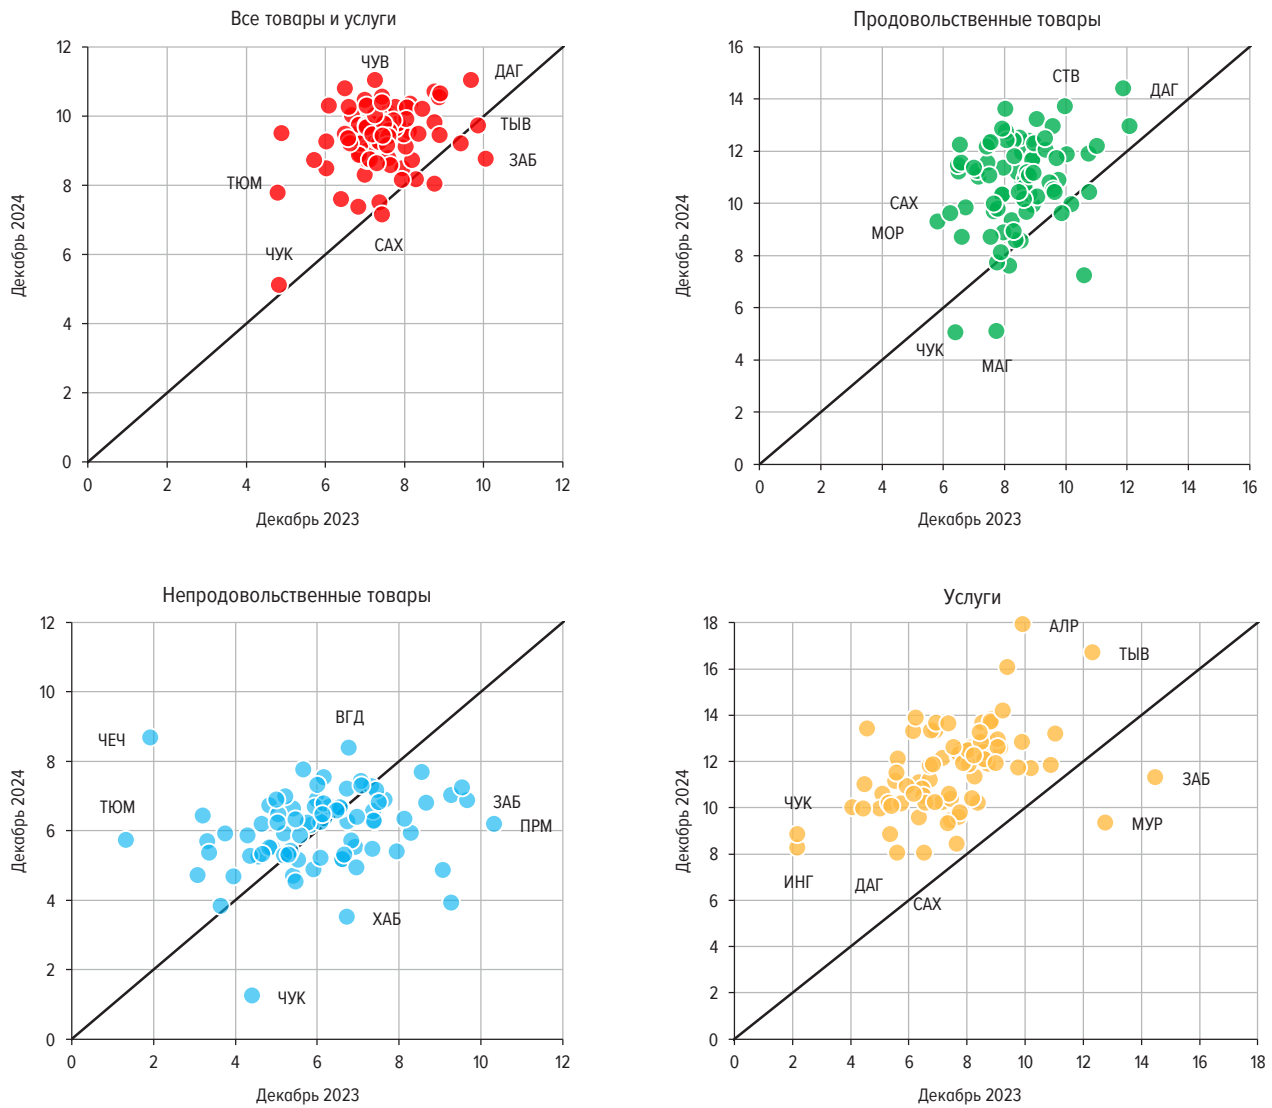 Все товары и услуги
12
10
8
6
4
2
0
0 2 4 6 8 10 12
Декабрь 2024
Декабрь 2023
ЧУВ
ДАГ
ТЫВ
ЗАБ
ТЮМ
САХ
ЧУК
Продовольственные товары
16
14
12
10
8
6
4
2
0
0 2 4 6 8 10 12 14 16
Декабрь 2024
Декабрь 2023
СТВ
ДАГ
САХ
МОР
ЧУК
МАГ
Непродовольственные товары
12
10
8
6
4
2
0
0 2 4 6 8 10 12
Декабрь 2024
Декабрь 2023
ВГД
ЧЕЧ
ТЮМ
ЗАБ
ПРМ
ХАБ
ЧУК
Услуги
18
16
14
12
10
8
6
4
2
0
0 2 4 6 8 10 12 14 16 18
Декабрь 2024
Декабрь 2023
АЛР
ТЫВ
ЗАБ
ЧУК
МУР
ИНГ
ДАГ
САХ